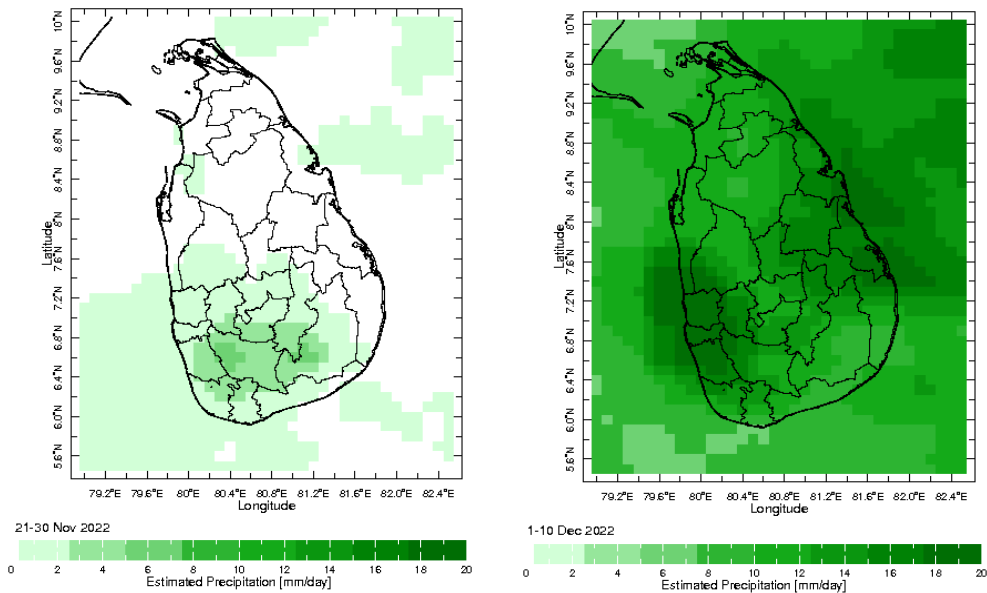 10°N
9.6°N
9.2°N
8.8°N
8.4°N
8°N
7.6°N
7.2°N
6.8°N
6.4°N
6.0°N
5.6°N
Latitude
79.2°E 79.6°E 80°E 80.4°E 80.8°E 81.2°E 81.6°E 82.0°E 82.4°E
Longitude
21-30 Nov 2022
0 2 4 6 8 10 12 14 16 18 20
Estimated Precipitation [mm/day]
10°N
9.6°N
9.2°N
8.8°N
8.4°N
8°N
7.6°N
7.2°N
6.8°N
6.4°N
6.0°N
5.6°N
Latitude
79.2°E 79.6°E 80°E 80.4°E 80.8°E 81.2°E 81.6°E 82.0°E 82.4°E
Longitude
1-10 Dec 2022
0 2 4 6 8 10 12 14 16 18 20
Estimated Precipitation [mm/day]